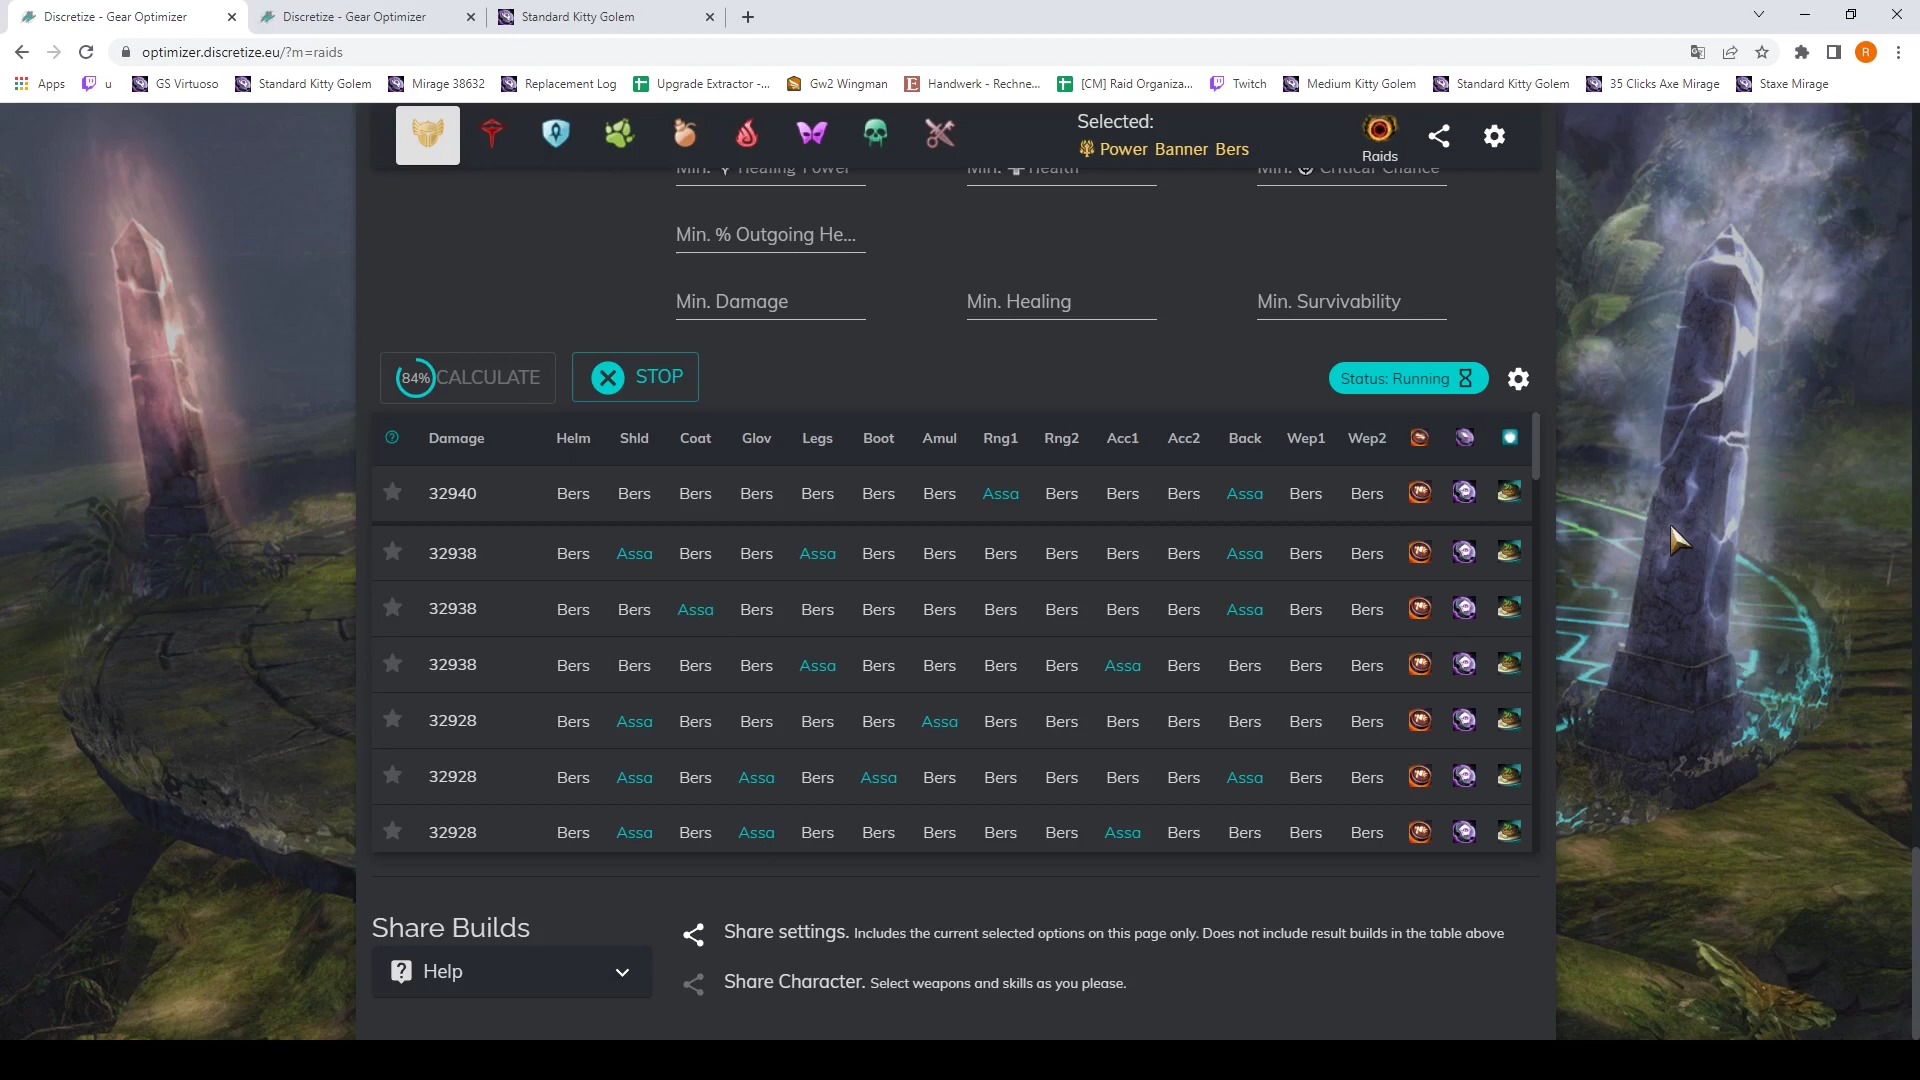 Discretize - Gear Optimizer
Discretize - Gear Optimizer
Standard Kitty Golem
optimizer.discretize.eu/?m=raids
R
Apps
u
GS Virtuoso
Standard Kitty Golem
Mirage 38632
Replacement Log
Upgrade Extractor -...
Gw2 Wingman
Handwerk - Rechne...
[CM] Raid Organiza...
Twitch
Medium Kitty Golem
Standard Kitty Golem
35 Clicks Axe Mirage
Staxe Mirage
Selected:
Power Banner Bers
Raids
Min. Healing Power Min. Health Min. Critical Chance
Min. % Outgoing He...
Min. Damage Min. Healing Min. Survivability
84% CALCULATE STOP Status: Running
Damage Helm Shld Coat Glov Legs Boot Amul Rng1 Rng2 Acc1 Acc2 Back Wep1 Wep2
32940 Bers Bers Bers Bers Bers Bers Bers Assa Bers Bers Bers Assa Bers Bers
32938 Bers Assa Bers Bers Assa Bers Bers Bers Bers Bers Bers Assa Bers Bers
32938 Bers Bers Assa Bers Bers Bers Bers Bers Bers Bers Bers Assa Bers Bers
32938 Bers Bers Bers Bers Assa Bers Bers Bers Bers Assa Bers Bers Bers Bers
32928 Bers Assa Bers Bers Bers Bers Assa Bers Bers Bers Bers Bers Bers Bers
32928 Bers Assa Bers Assa Bers Assa Bers Bers Bers Bers Bers Assa Bers Bers
32928 Bers Assa Bers Assa Bers Bers Bers Bers Bers Assa Bers Bers Bers Bers
Share Builds
Help
Share settings. Includes the current selected options on this page only. Does not include result builds in the table above
Share Character. Select weapons and skills as you please.